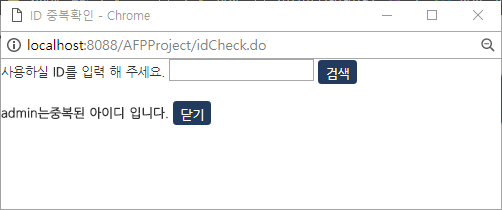 ID 중복확인 - Chrome
localhost:8088/AFPProject/idCheck.do
사용하실 ID를 입력 해 주세요. 검색
admin는중복된 아이디 입니다. 닫기